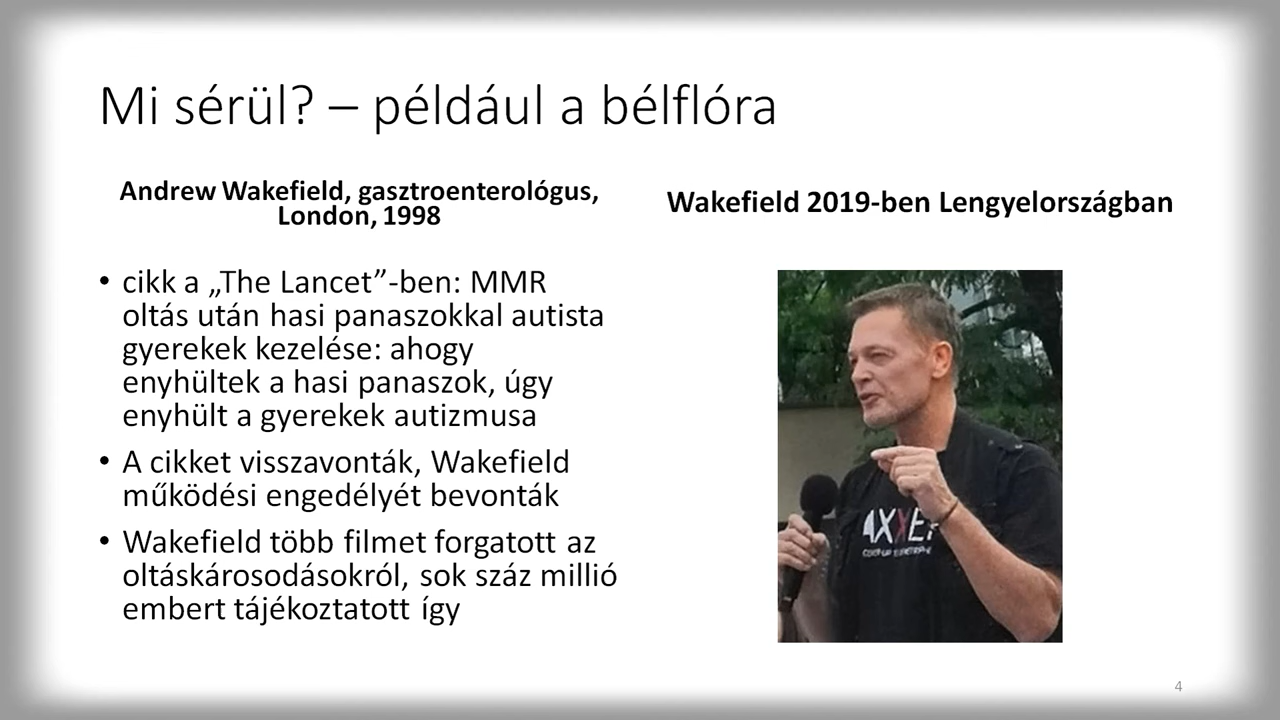 Mi sérül? – például a bélflóra
Andrew Wakefield, gasztroenterológus,
London, 1998
• cikk a „The Lancet”-ben: MMR
oltás után hasi panaszokkal autista
gyerekek kezelése: ahogy
enyhültek a hasi panaszok, úgy
enyhült a gyerekek autizmusa
• A cikket visszavonták, Wakefield
működési engedélyét bevonták
• Wakefield több filmet forgatott az
oltáskárosodásokról, sok száz millió
embert tájékoztatott így
Wakefield 2019-ben Lengyelországban
4